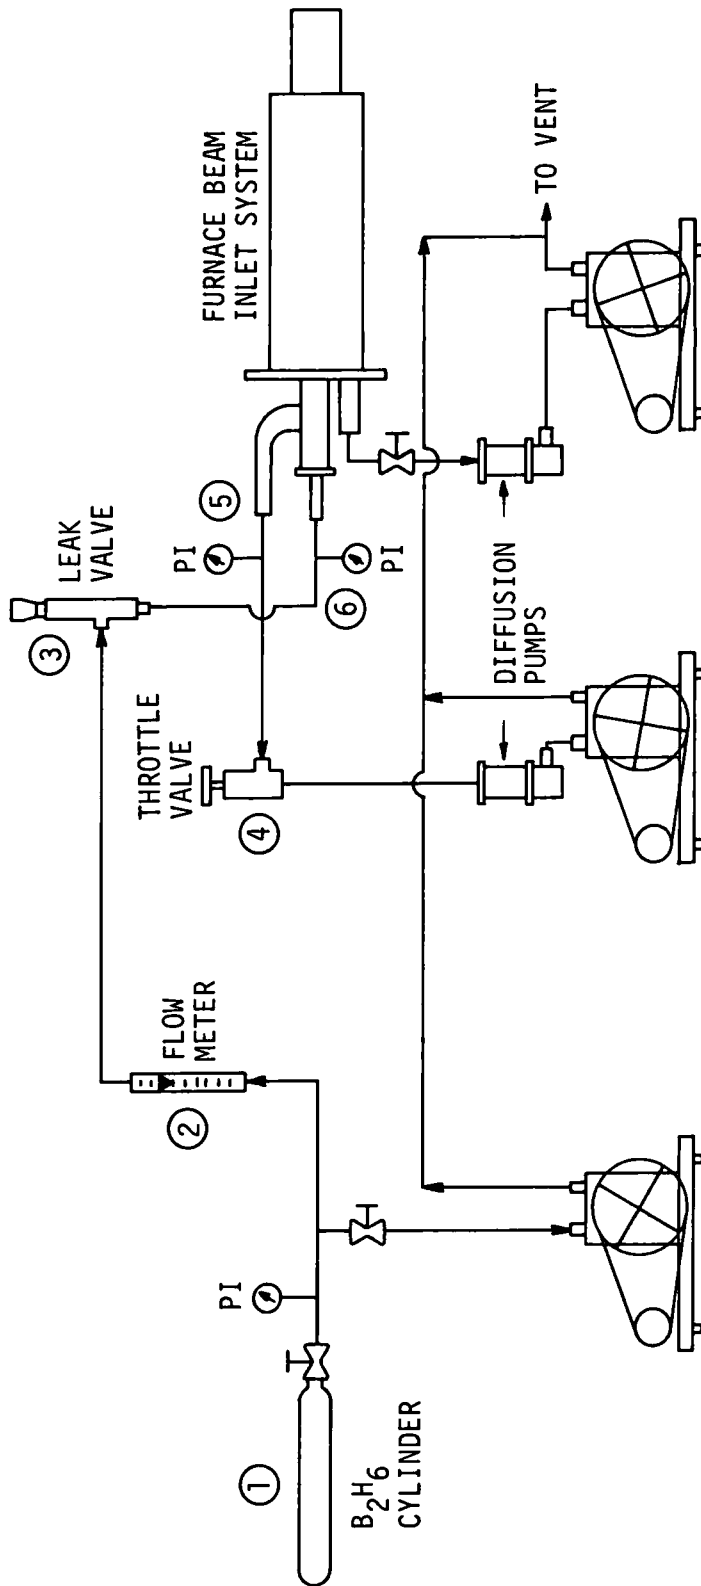 1
B2H6
CYLINDER
PI
2
FLOW
METER
THROTTLE
VALVE
4
3
LEAK
VALVE
PI
5
6
PI
FURNACE BEAM
INLET SYSTEM
DIFFUSION
PUMPS
TO VENT